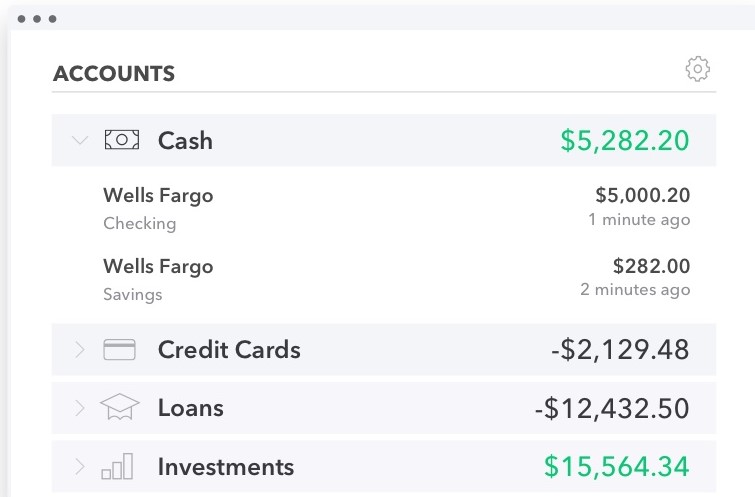 ACCOUNTS
Cash $5,282.20
Wells Fargo $5,000.20
Checking 1 minute ago
Wells Fargo $282.00
Savings 2 minutes ago
Credit Cards -$2,129.48
Loans -$12,432.50
Investments $15,564.34